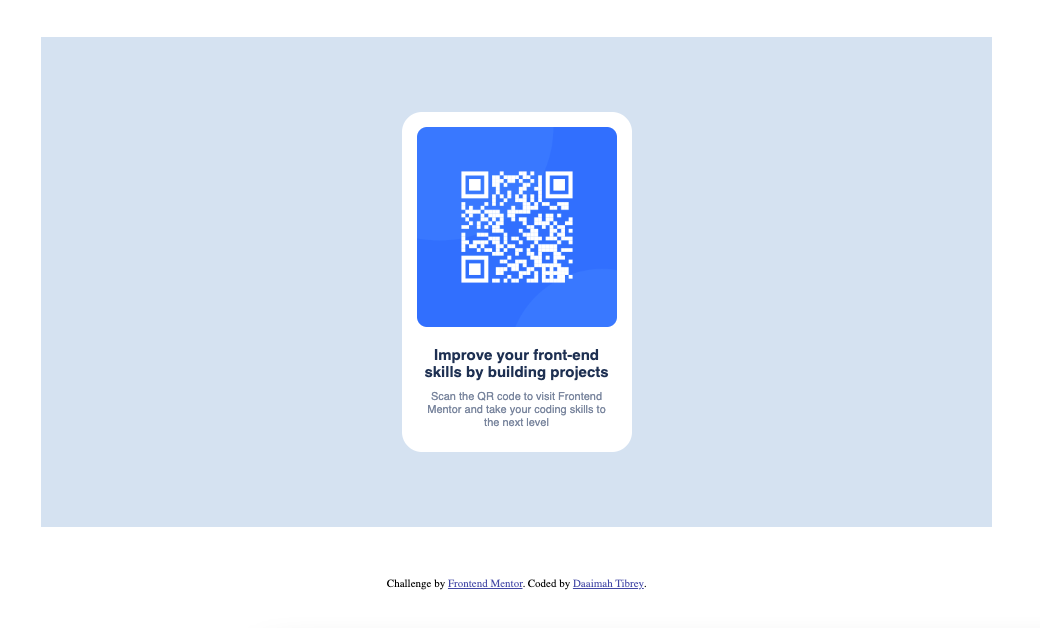 Improve your front-end
skills by building projects
Scan the QR code to visit Frontend
Mentor and take your coding skills to
the next level
Challenge by Frontend Mentor. Coded by Daaimah Tibrey.